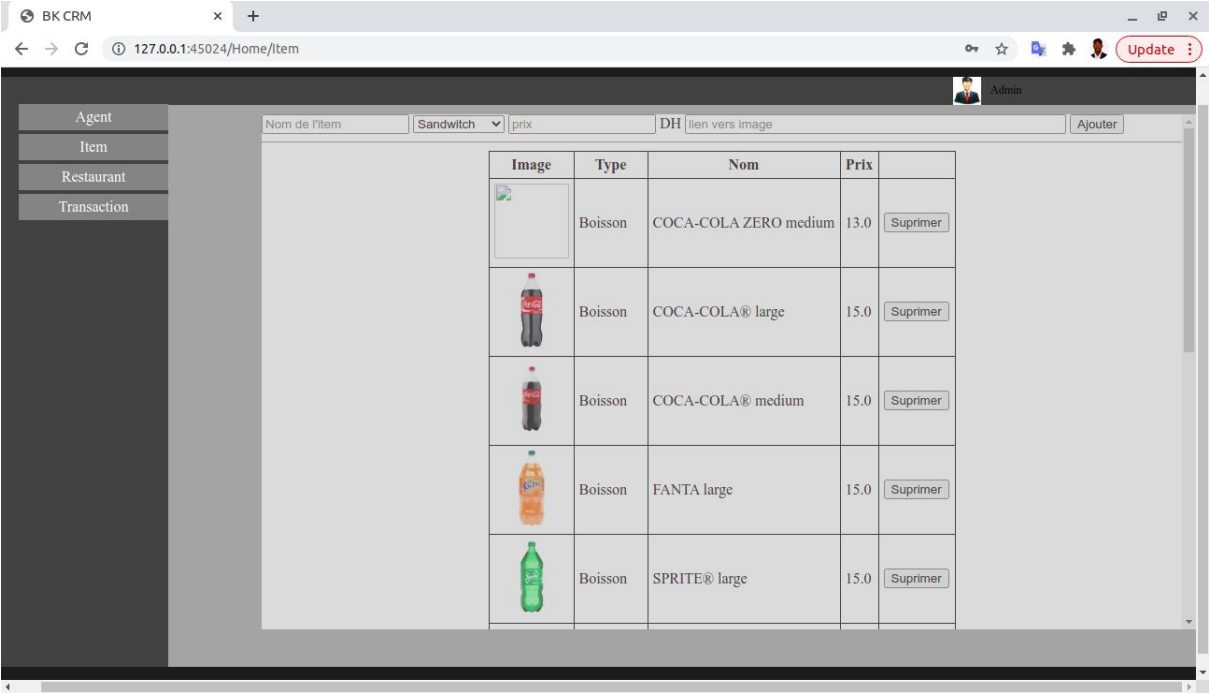 BK CRM
127.0.0.1:45024/Home/Item
Update
Admin
Agent
Item
Restaurant
Transaction
Nom de l'item Sandwitch prix DH lien vers image Ajouter
Image Type Nom Prix
Boisson COCA-COLA ZERO medium 13.0 Suprimer
Boisson COCA-COLA® large 15.0 Suprimer
Boisson COCA-COLA® medium 15.0 Suprimer
Boisson FANTA large 15.0 Suprimer
Boisson SPRITE® large 15.0 Suprimer